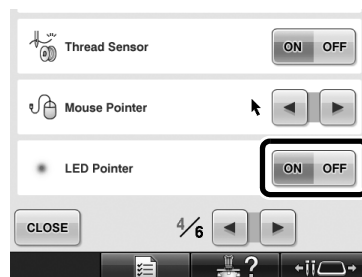 Thread Sensor ON OFF
Mouse Pointer
LED Pointer ON OFF
CLOSE 4/6
?